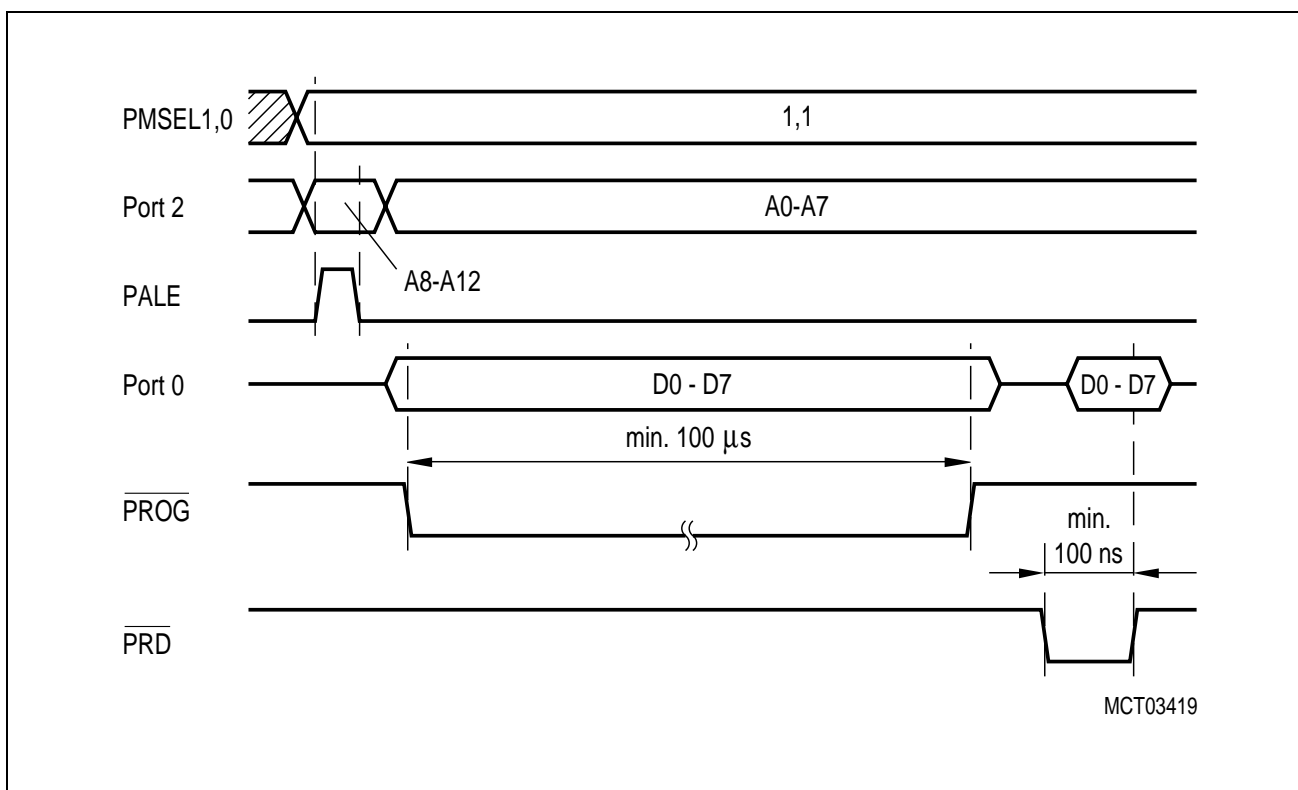 PMSEL1,0
1,1
Port 2
A0-A7
A8-A12
PALE
Port 0
D0 - D7
D0 - D7
min. 100 μs
PROG
min.
100 ns
PRD
MCT03419